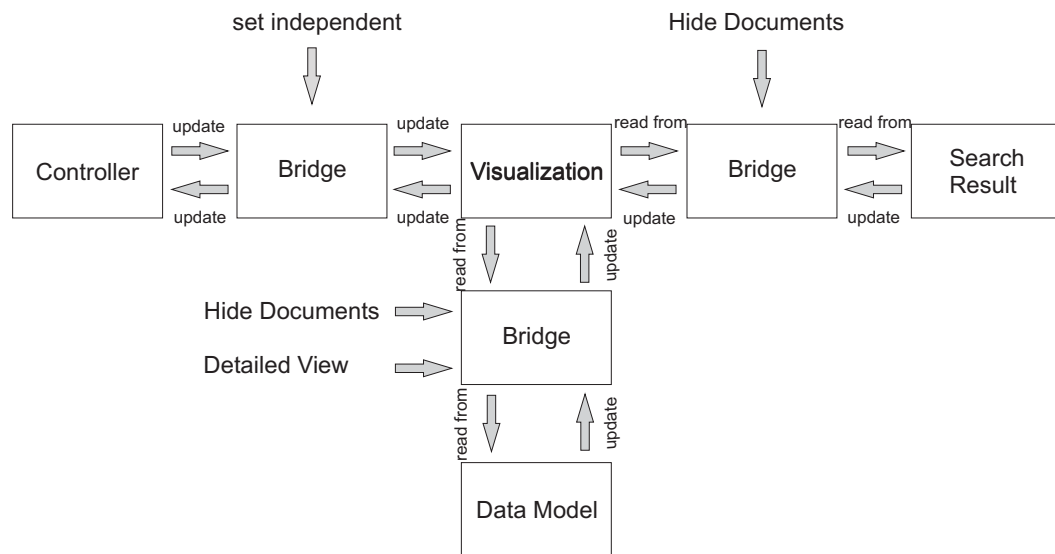 set independent
Hide Documents
update
update
read from
read from
Controller
Bridge
Visualization
Bridge
Search
Result
update
update
update
update
read from
update
Hide Documents
Bridge
Detailed View
read from
update
Data Model